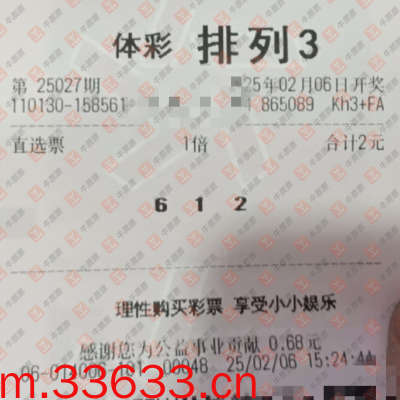 体彩 排列3
第 25027期 25年02月06日开奖
110130-158561 865089 Kh3+FA
直选票 1倍 合计2元
6 1 2
理性购买彩票 享受小小娱乐
感谢您为公益事业贡献 0.68元
25/02/06 15:24:44
m.33633.cn